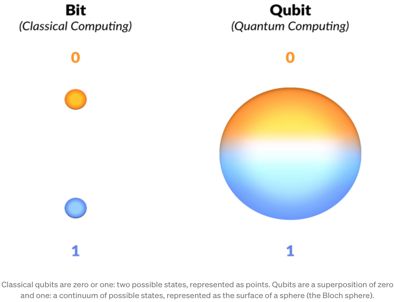 Bit
(Classical Computing)
0
1
Qubit
(Quantum Computing)
0
1
Classical qubits are zero or one: two possible states, represented as points. Qubits are a superposition of zero
and one: a continuum of possible states, represented as the surface of a sphere (the Bloch sphere).